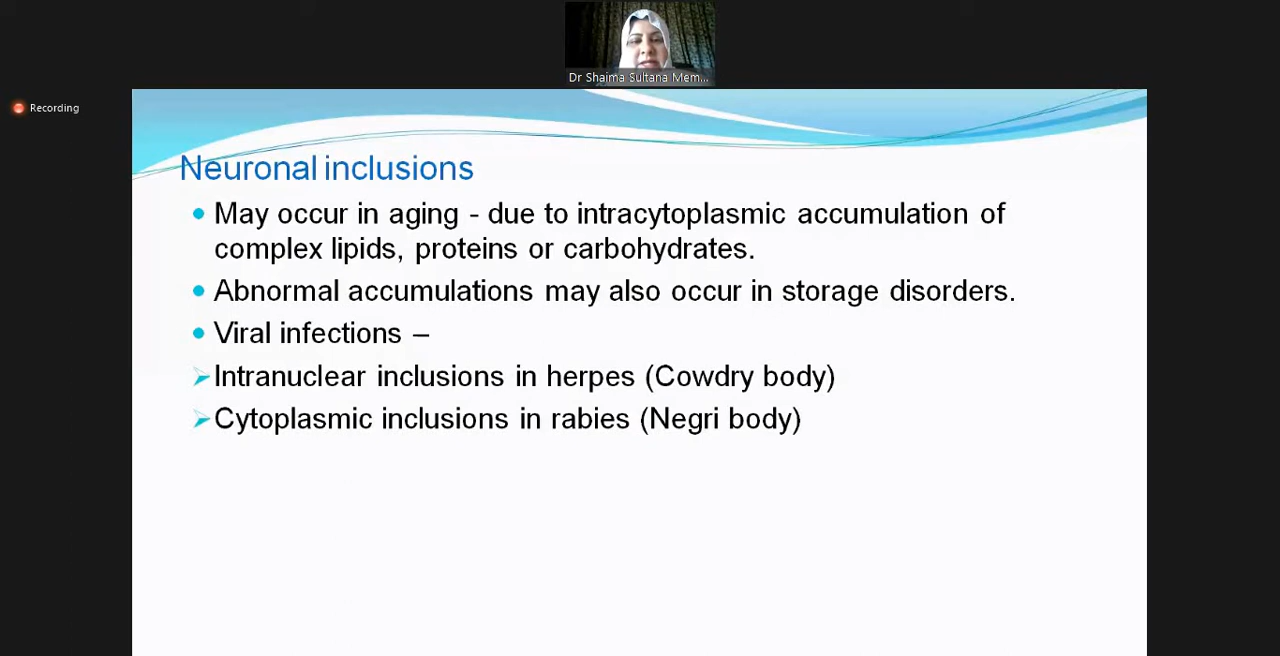 Dr Shaima Sultana Mem...
Recording
Neuronal inclusions
May occur in aging - due to intracytoplasmic accumulation of
complex lipids, proteins or carbohydrates.
Abnormal accumulations may also occur in storage disorders.
Viral infections –
Intranuclear inclusions in herpes (Cowdry body)
Cytoplasmic inclusions in rabies (Negri body)